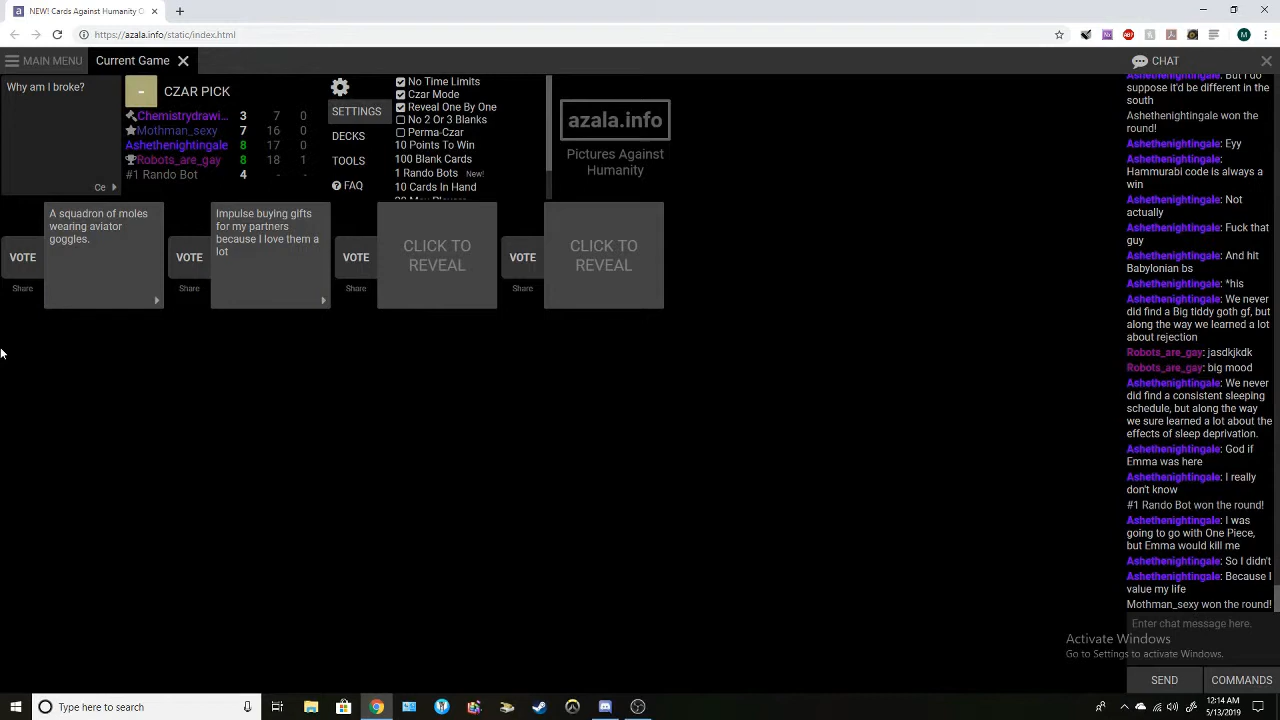 NEW! Cards Against Humanity On
https://azala.info/static/index.html
M
MAIN MENU
Current Game
Why am I broke?
Ce
-
CZAR PICK
Chemistrydrawi... 3 7 0
Mothman_sexy 7 16 0
Ashethenightingale 8 17 0
Robots_are_gay 8 18 1
#1 Rando Bot 4 - -
SETTINGS
DECKS
TOOLS
FAQ
No Time Limits
Czar Mode
Reveal One By One
No 2 Or 3 Blanks
Perma-Czar
10 Points To Win
100 Blank Cards
1 Rando Bots New!
10 Cards In Hand
azala.info
Pictures Against
Humanity
VOTE
Share
A squadron of moles
wearing aviator
goggles.
VOTE
Share
Impulse buying gifts
for my partners
because I love them a
lot
VOTE
Share
CLICK TO
REVEAL
VOTE
Share
CLICK TO
REVEAL
CHAT
Ashethenightingale: But I do
suppose it'd be different in the
south
Ashethenightingale won the
round!
Ashethenightingale: Eyy
Ashethenightingale:
Hammurabi code is always a
win
Ashethenightingale: Not
actually
Ashethenightingale: Fuck that
guy
Ashethenightingale: And hit
Babylonian bs
Ashethenightingale: *his
Ashethenightingale: We never
did find a Big tiddy goth gf, but
along the way we learned a lot
about rejection
Robots_are_gay: jasdkjkdk
Robots_are_gay: big mood
Ashethenightingale: We never
did find a consistent sleeping
schedule, but along the way
we sure learned a lot about the
effects of sleep deprivation.
Ashethenightingale: God if
Emma was here
Ashethenightingale: I really
don't know
#1 Rando Bot won the round!
Ashethenightingale: I was
going to go with One Piece,
but Emma would kill me
Ashethenightingale: So I didn't
Ashethenightingale: Because I
value my life
Mothman_sexy won the round!
Enter chat message here.
Activate Windows
Go to Settings to activate Windows.
SEND
COMMANDS
Type here to search
12:14 AM
5/13/2019